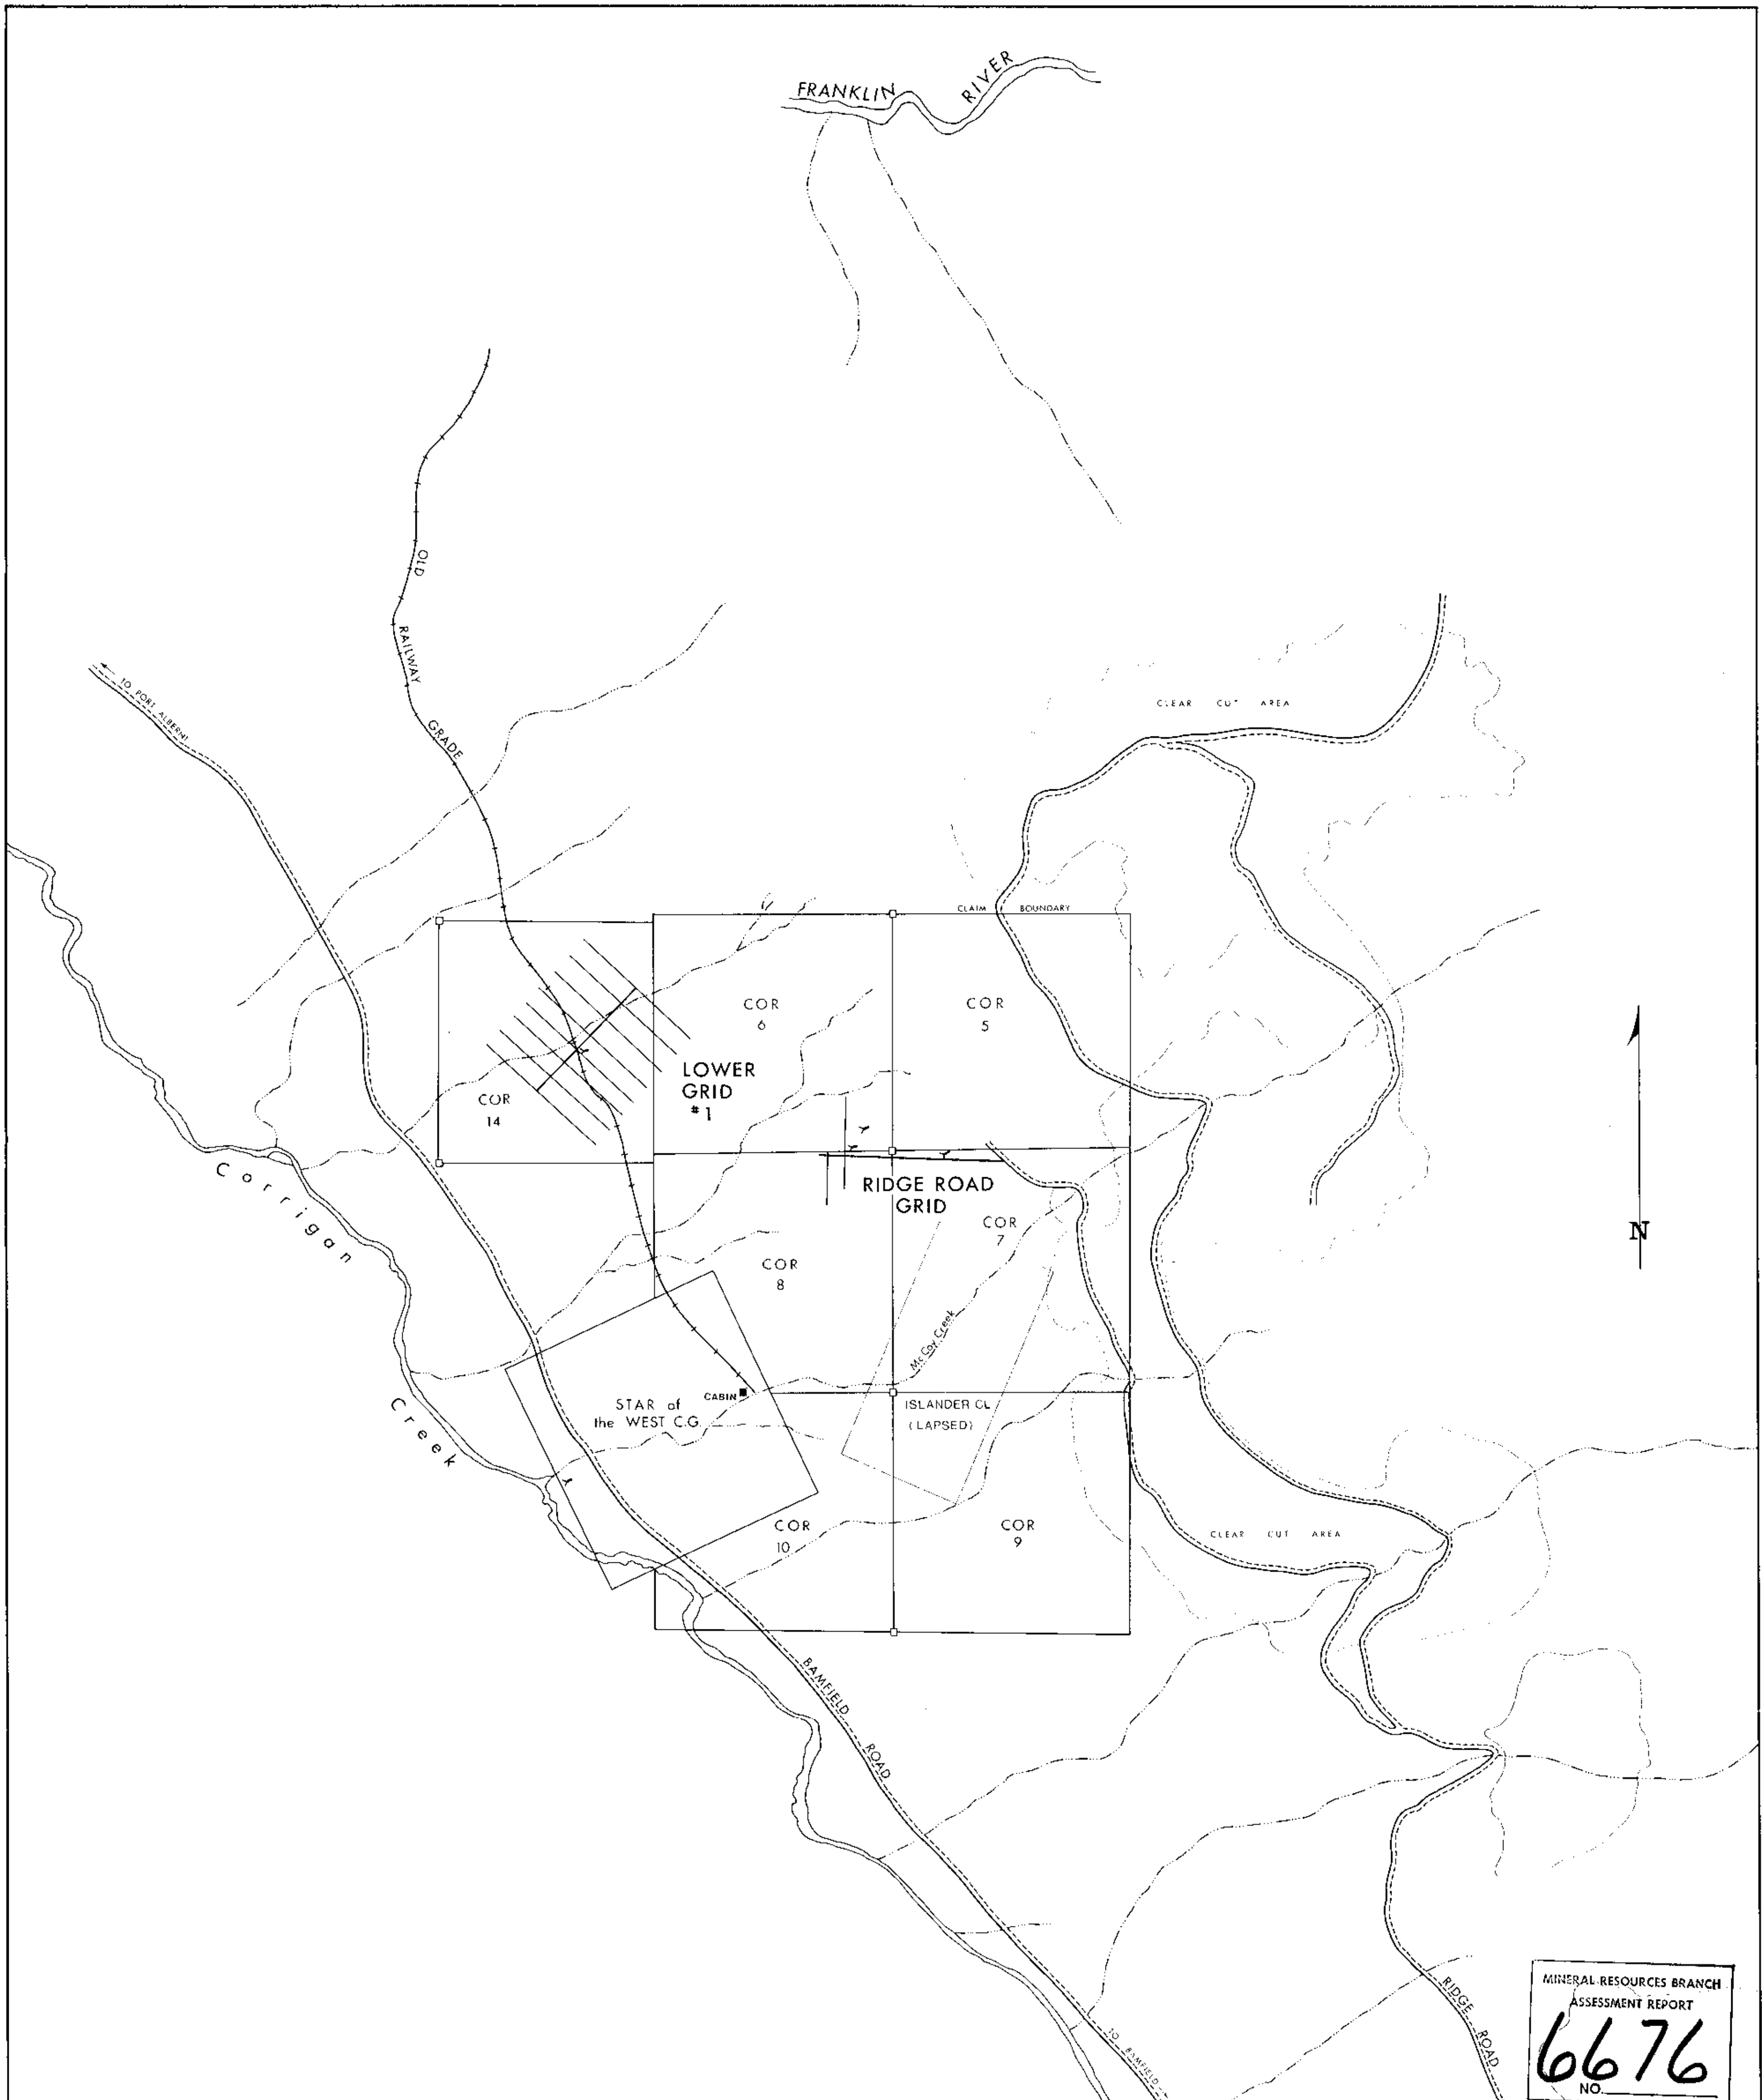 FRANKLIN RIVER
OLD RAILWAY GRADE
TO PORT ALBERNI
CLEAR CUT AREA
CLAIM BOUNDARY
COR
6
COR
5
LOWER
GRID
#1
COR
14
RIDGE ROAD
GRID
COR
7
Corrigan Creek
COR
8
McCoy Creek
CABIN
STAR of
the WEST C.G.
ISLANDER CL
(LAPSED)
COR
10
COR
9
CLEAR CUT AREA
BAMFIELD ROAD
N
TO BAMFIELD
RIDGE ROAD
MINERAL RESOURCES BRANCH
ASSESSMENT REPORT
6676
NO.